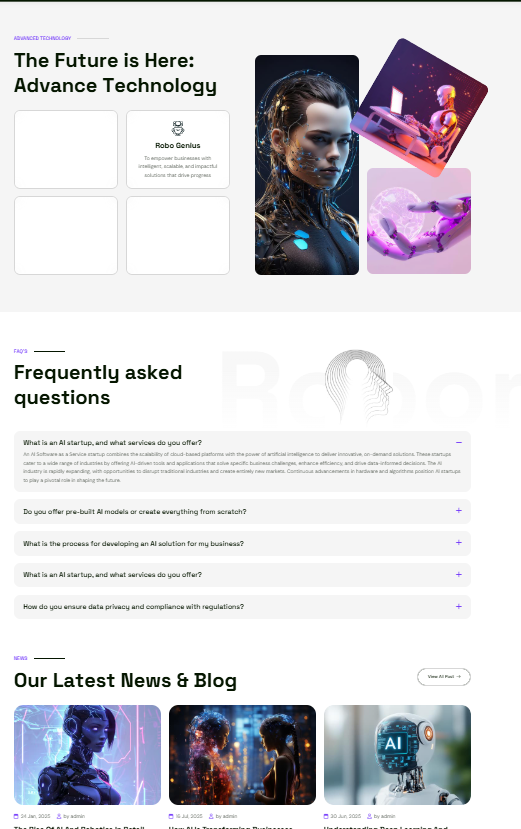 ADVANCED TECHNOLOGY
The Future is Here:
Advance Technology
Robo Genius
To empower businesses with
intelligent, scalable, and impactful
solutions that drive progress
FAQ'S
Frequently asked
questions
Robor
What is an AI startup, and what services do you offer?
An AI Software as a Service startup combines the scalability of cloud-based platforms with the power of artificial intelligence to deliver innovative, on-demand solutions. These startups
cater to a wide range of industries by offering AI-driven tools and applications that solve specific business challenges, enhance efficiency, and drive data-informed decisions. The AI
industry is rapidly expanding, with opportunities to disrupt traditional industries and create entirely new markets. Continuous advancements in hardware and algorithms position AI startups
to play a pivotal role in shaping the future.
Do you offer pre-built AI models or create everything from scratch?
What is the process for developing an AI solution for my business?
What is an AI startup, and what services do you offer?
How do you ensure data privacy and compliance with regulations?
NEWS
Our Latest News & Blog
View All Post
AI
24 Jan, 2025 by admin
16 Jul, 2025 by admin
30 Jun, 2025 by admin
The Rise Of AI And Robotics In Retail
How AI Is Transforming Businesses
Understanding Deep Learning And